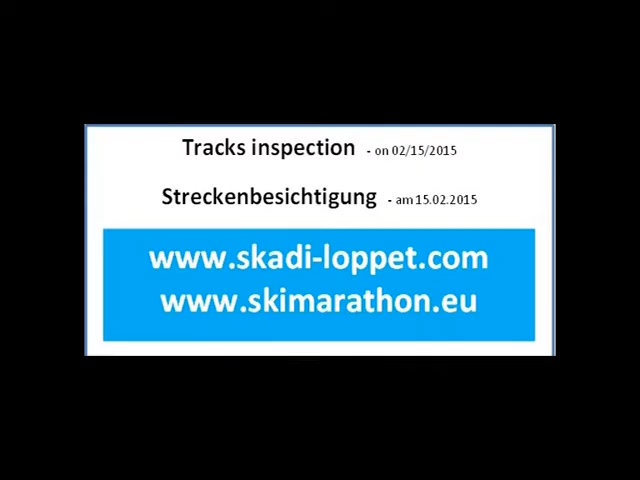 Tracks inspection - on 02/15/2015
Streckenbesichtigung - am 15.02.2015
www.skadi-loppet.com
www.skimarathon.eu